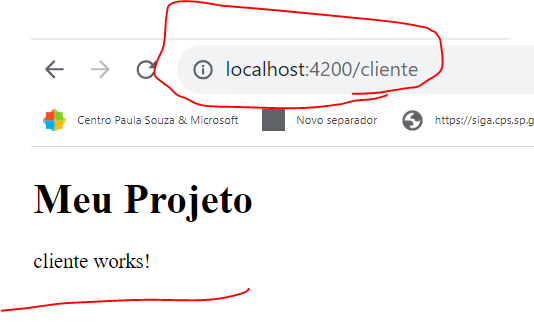 localhost:4200/cliente
Centro Paula Souza & Microsoft Novo separador https://siga.cps.sp.g
Meu Projeto
cliente works!